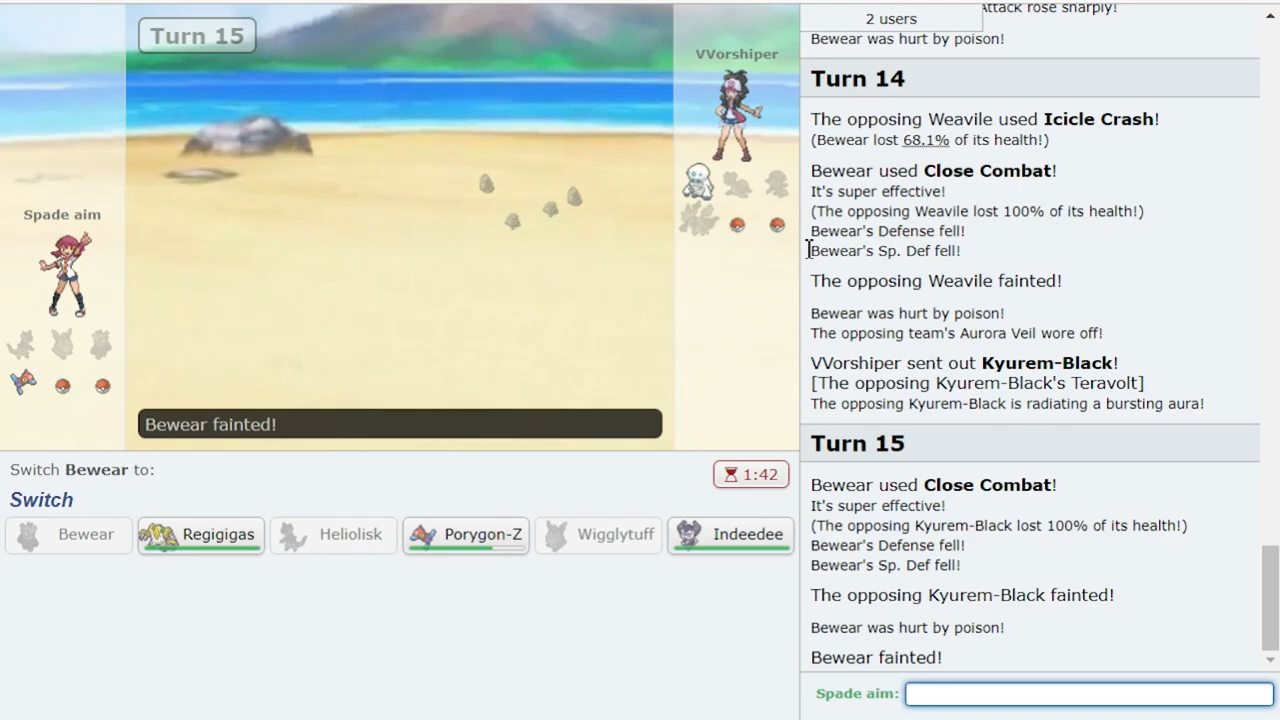 Turn 15
VVorshiper
Spade aim
Bewear fainted!
Switch Bewear to:
1:42
Switch
Bewear
Regigigas
Heliolisk
Porygon-Z
Wigglytuff
Indeedee
2 users
Attack rose sharply!
Bewear was hurt by poison!
Turn 14
The opposing Weavile used Icicle Crash!
(Bewear lost 68.1% of its health!)
Bewear used Close Combat!
It's super effective!
(The opposing Weavile lost 100% of its health!)
Bewear's Defense fell!
Bewear's Sp. Def fell!
The opposing Weavile fainted!
Bewear was hurt by poison!
The opposing team's Aurora Veil wore off!
VVorshiper sent out Kyurem-Black!
[The opposing Kyurem-Black's Teravolt]
The opposing Kyurem-Black is radiating a bursting aura!
Turn 15
Bewear used Close Combat!
It's super effective!
(The opposing Kyurem-Black lost 100% of its health!)
Bewear's Defense fell!
Bewear's Sp. Def fell!
The opposing Kyurem-Black fainted!
Bewear was hurt by poison!
Bewear fainted!
Spade aim: